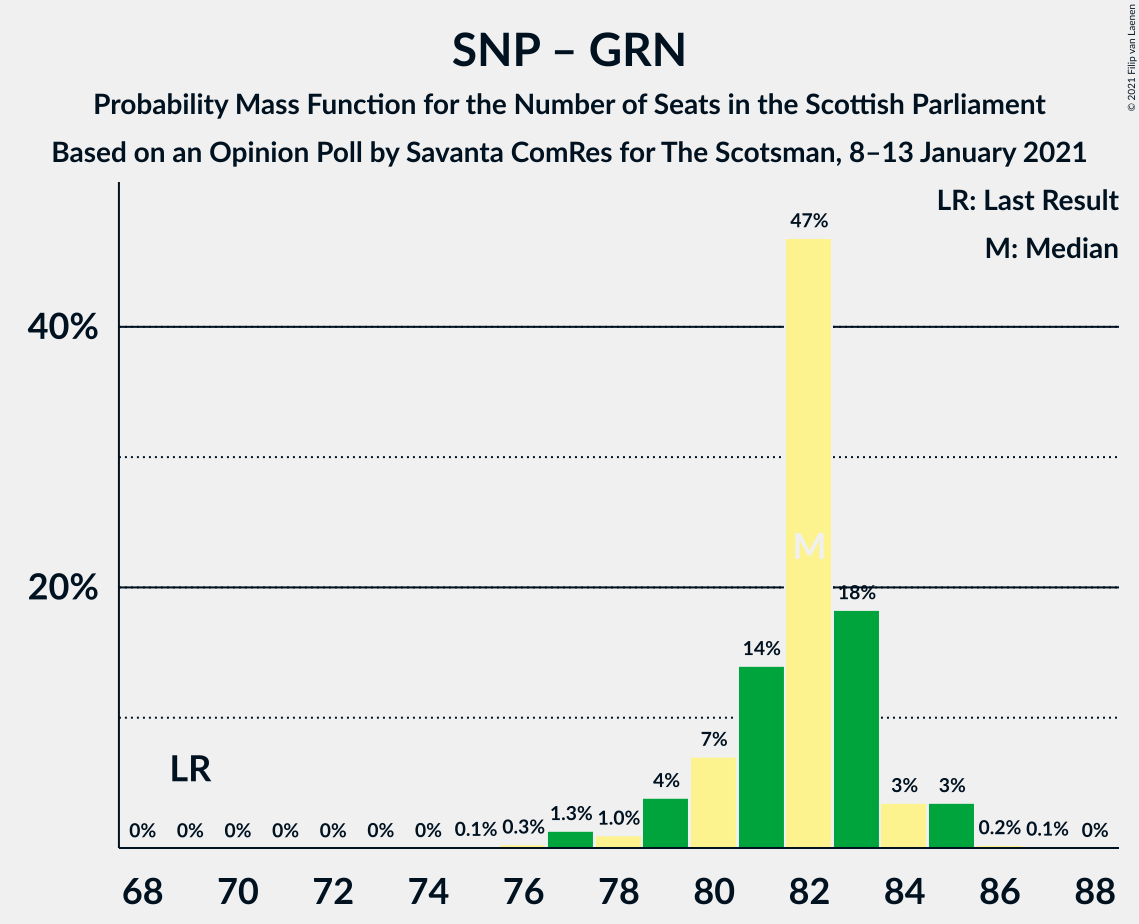 SNP – GRN
Probability Mass Function for the Number of Seats in the Scottish Parliament
Based on an Opinion Poll by Savanta ComRes for The Scotsman, 8–13 January 2021
© 2021 Filip van Laenen
LR: Last Result
M: Median
47%
40%
M
20%
18%
14%
7%
LR
4%
3%
3%
0% 0% 0% 0% 0% 0% 0% 0.1% 0.3% 1.3% 1.0% 0.2% 0.1% 0%
68 70 72 74 76 78 80 82 84 86 88